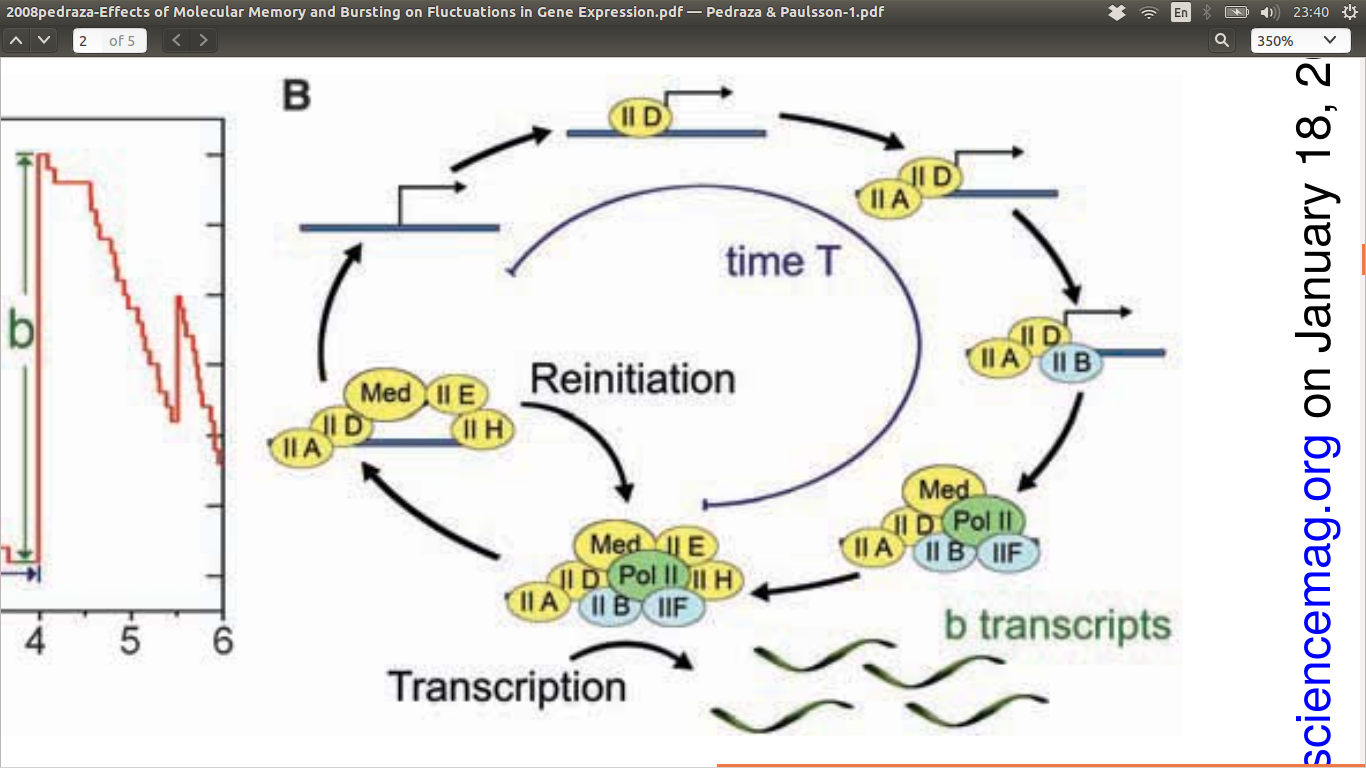 2008pedraza-Effects of Molecular Memory and Bursting on Fluctuations in Gene Expression.pdf — Pedraza & Paulsson-1.pdf
En
23:40
2 of 5
350%
B
II D
II D
II A
time T
II D
II A
II B
b
Reinitiation
Med
II E
II D
II H
II A
Med
Pol II
II D
II A
II B
IIF
Med
II E
II D
Pol II
II H
II A
II B
IIF
b transcripts
Transcription
4 5 6
sciencemag.org on January 18, 2